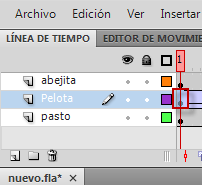 Archivo Edición Ver Insertar
LÍNEA DE TIEMPO EDITOR DE MOVIMIE
1
abejita
Pelota
pasto
nuevo.fla* ×